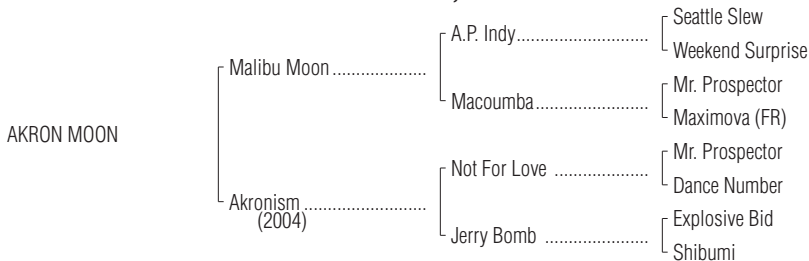 Seattle Slew
A.P. Indy
Weekend Surprise
Malibu Moon
Mr. Prospector
Macoumba
Maximova (FR)
AKRON MOON
Mr. Prospector
Not For Love
Dance Number
Akronism
(2004)
Explosive Bid
Jerry Bomb
Shibumi